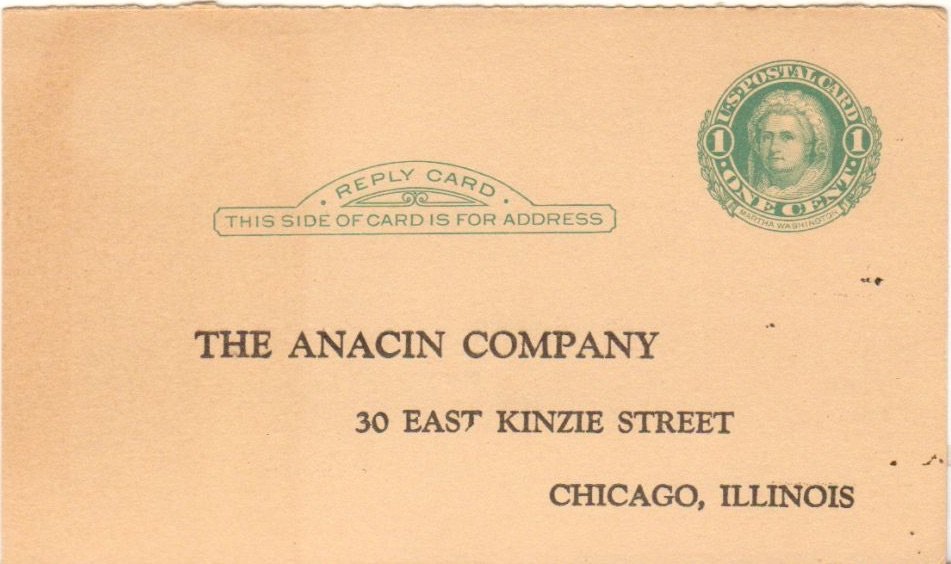 U·S·POSTAL CARD
1 1
·ONE CENT·
MARTHA WASHINGTON
· REPLY CARD ·
THIS SIDE OF CARD IS FOR ADDRESS
THE ANACIN COMPANY
30 EAST KINZIE STREET
CHICAGO, ILLINOIS